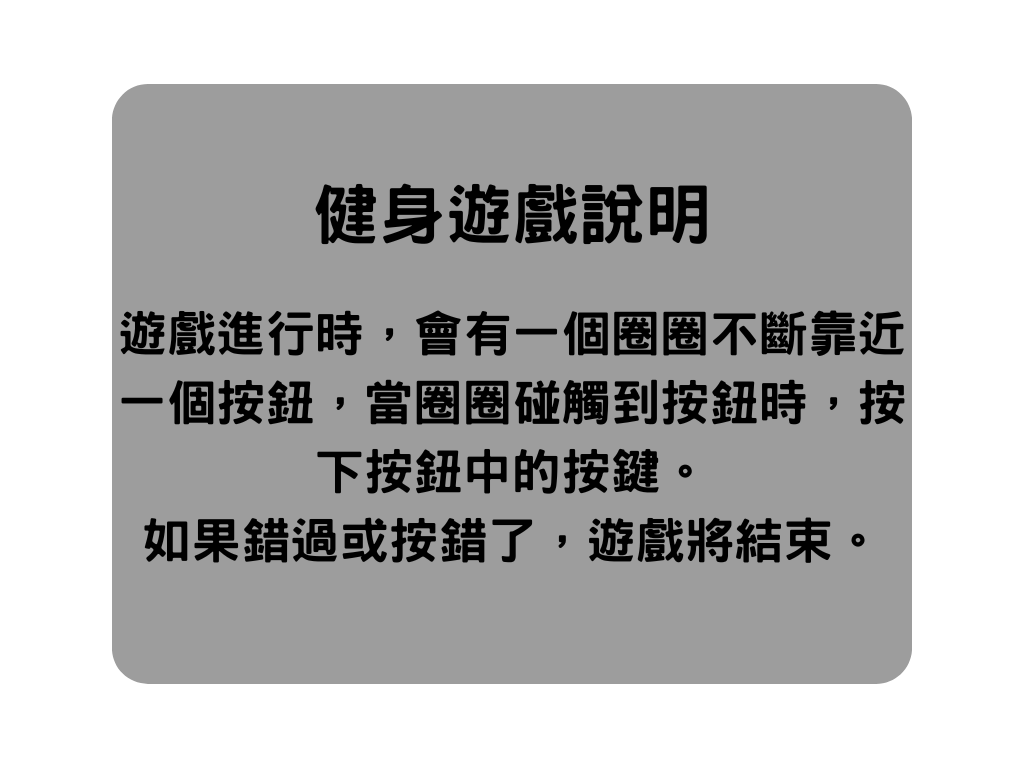 健身遊戲說明
遊戲進行時，會有一個圈圈不斷靠近
一個按鈕，當圈圈碰觸到按鈕時，按
下按鈕中的按鍵。
如果錯過或按錯了，遊戲將結束。